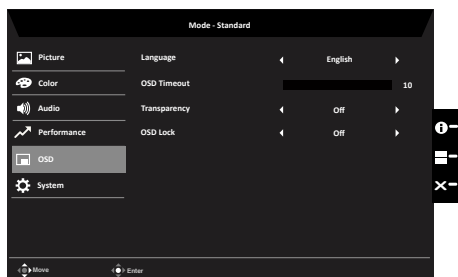 Mode - Standard
Picture
Language
English
Color
OSD Timeout
10
Audio
Transparency
Off
Performance
OSD Lock
Off
OSD
System
Move
Enter